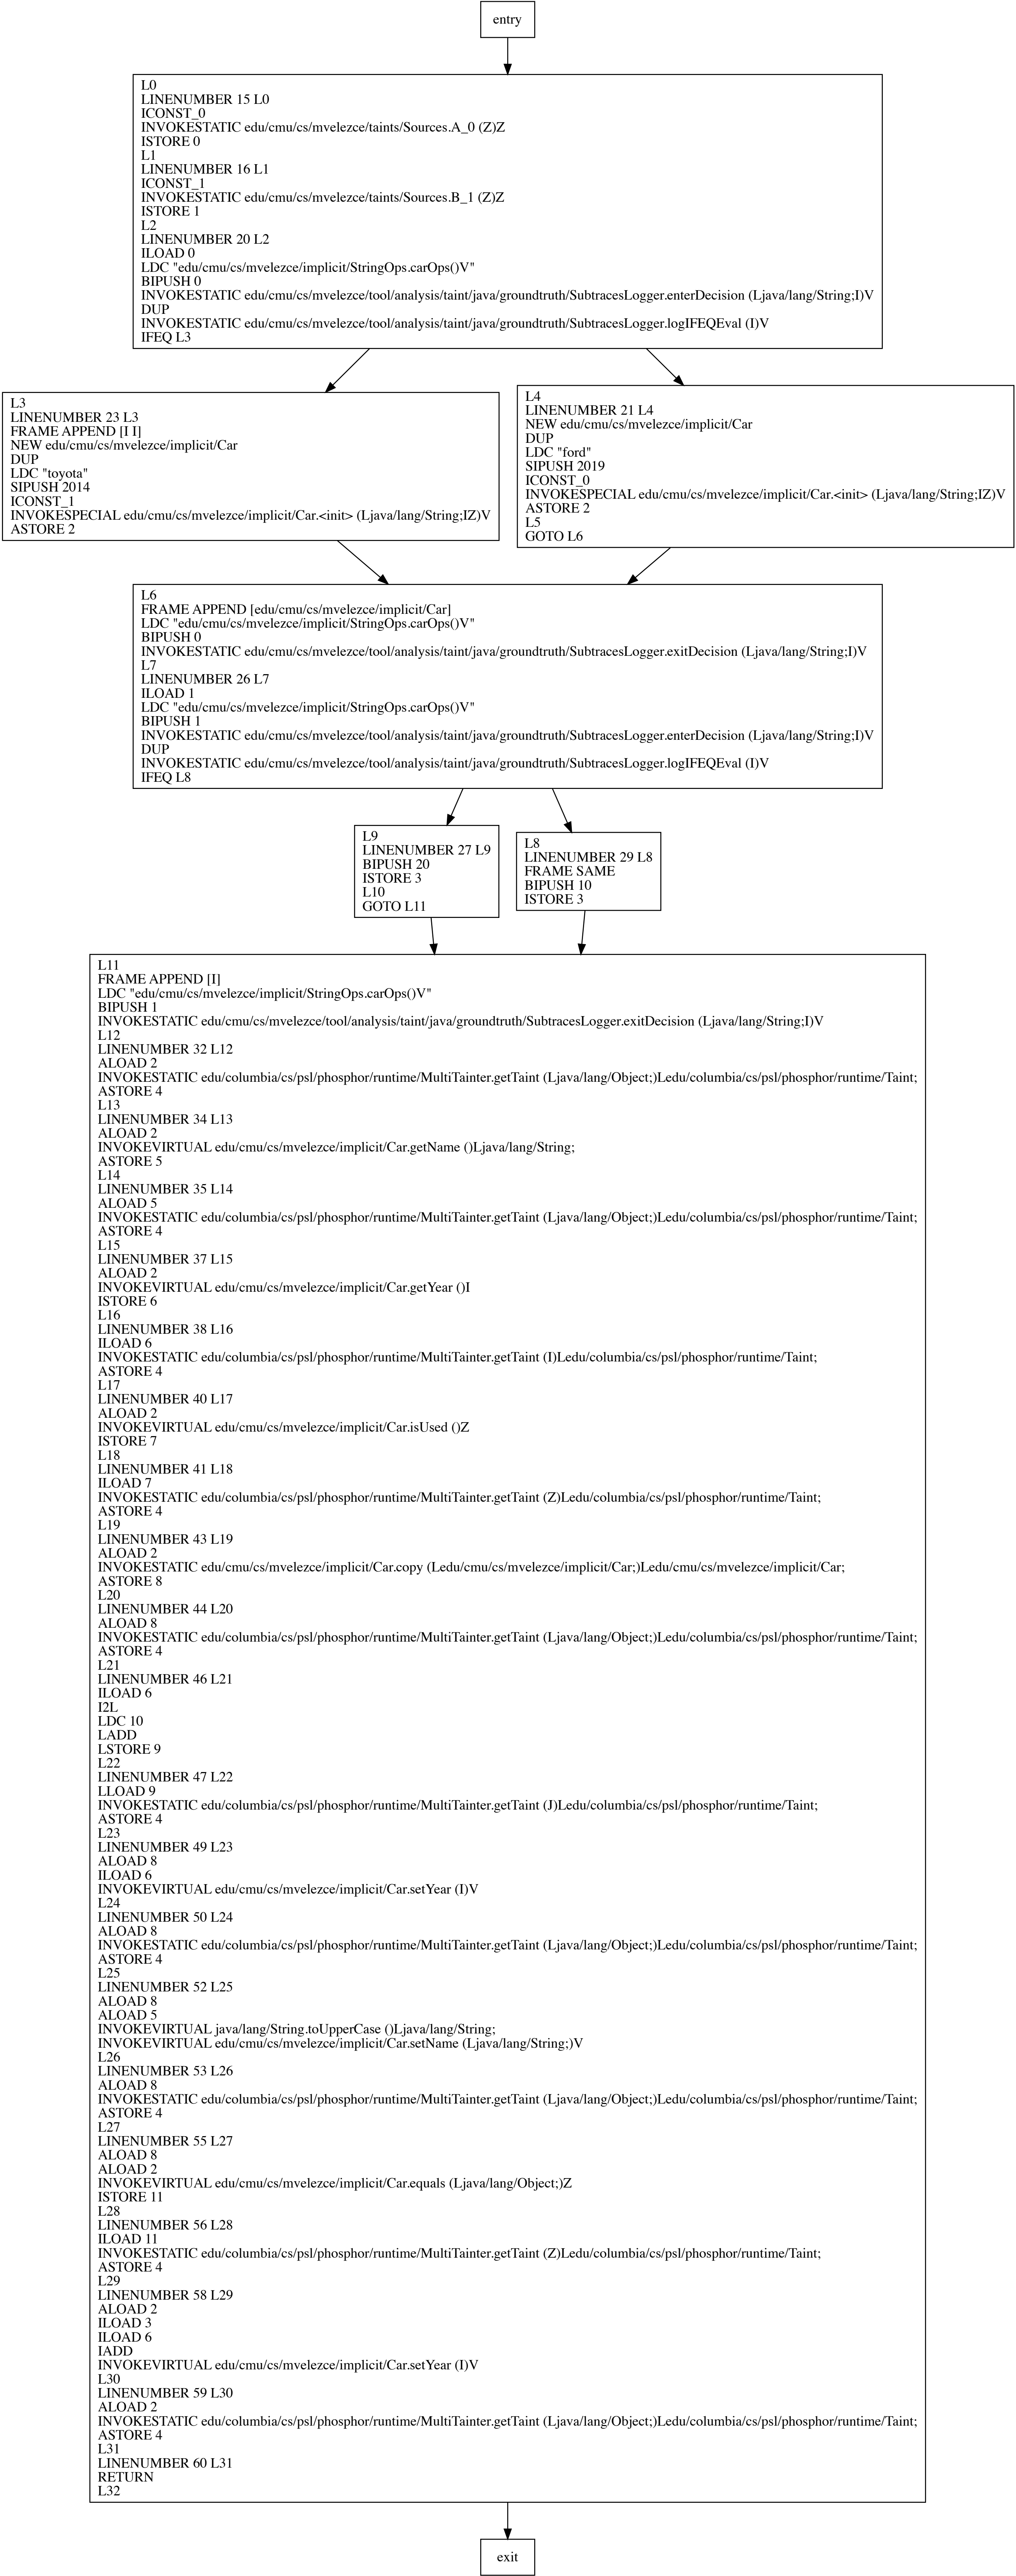 entry
L0
LINENUMBER 15 L0
ICONST_0
INVOKESTATIC edu/cmu/cs/mvelezce/taints/Sources.A_0 (Z)Z
ISTORE 0
L1
LINENUMBER 16 L1
ICONST_1
INVOKESTATIC edu/cmu/cs/mvelezce/taints/Sources.B_1 (Z)Z
ISTORE 1
L2
LINENUMBER 20 L2
ILOAD 0
LDC "edu/cmu/cs/mvelezce/implicit/StringOps.carOps()V"
BIPUSH 0
INVOKESTATIC edu/cmu/cs/mvelezce/tool/analysis/taint/java/groundtruth/SubtracesLogger.enterDecision (Ljava/lang/String;I)V
DUP
INVOKESTATIC edu/cmu/cs/mvelezce/tool/analysis/taint/java/groundtruth/SubtracesLogger.logIFEQEval (I)V
IFEQ L3
L3
LINENUMBER 23 L3
FRAME APPEND [I I]
NEW edu/cmu/cs/mvelezce/implicit/Car
DUP
LDC "toyota"
SIPUSH 2014
ICONST_1
INVOKESPECIAL edu/cmu/cs/mvelezce/implicit/Car.&lt;init&gt; (Ljava/lang/String;IZ)V
ASTORE 2
L4
LINENUMBER 21 L4
NEW edu/cmu/cs/mvelezce/implicit/Car
DUP
LDC "ford"
SIPUSH 2019
ICONST_0
INVOKESPECIAL edu/cmu/cs/mvelezce/implicit/Car.&lt;init&gt; (Ljava/lang/String;IZ)V
ASTORE 2
L5
GOTO L6
L6
FRAME APPEND [edu/cmu/cs/mvelezce/implicit/Car]
LDC "edu/cmu/cs/mvelezce/implicit/StringOps.carOps()V"
BIPUSH 0
INVOKESTATIC edu/cmu/cs/mvelezce/tool/analysis/taint/java/groundtruth/SubtracesLogger.exitDecision (Ljava/lang/String;I)V
L7
LINENUMBER 26 L7
ILOAD 1
LDC "edu/cmu/cs/mvelezce/implicit/StringOps.carOps()V"
BIPUSH 1
INVOKESTATIC edu/cmu/cs/mvelezce/tool/analysis/taint/java/groundtruth/SubtracesLogger.enterDecision (Ljava/lang/String;I)V
DUP
INVOKESTATIC edu/cmu/cs/mvelezce/tool/analysis/taint/java/groundtruth/SubtracesLogger.logIFEQEval (I)V
IFEQ L8
L9
LINENUMBER 27 L9
BIPUSH 20
ISTORE 3
L10
GOTO L11
L8
LINENUMBER 29 L8
FRAME SAME
BIPUSH 10
ISTORE 3
L11
FRAME APPEND [I]
LDC "edu/cmu/cs/mvelezce/implicit/StringOps.carOps()V"
BIPUSH 1
INVOKESTATIC edu/cmu/cs/mvelezce/tool/analysis/taint/java/groundtruth/SubtracesLogger.exitDecision (Ljava/lang/String;I)V
L12
LINENUMBER 32 L12
ALOAD 2
INVOKESTATIC edu/columbia/cs/psl/phosphor/runtime/MultiTainter.getTaint (Ljava/lang/Object;)Ledu/columbia/cs/psl/phosphor/runtime/Taint;
ASTORE 4
L13
LINENUMBER 34 L13
ALOAD 2
INVOKEVIRTUAL edu/cmu/cs/mvelezce/implicit/Car.getName ()Ljava/lang/String;
ASTORE 5
L14
LINENUMBER 35 L14
ALOAD 5
INVOKESTATIC edu/columbia/cs/psl/phosphor/runtime/MultiTainter.getTaint (Ljava/lang/Object;)Ledu/columbia/cs/psl/phosphor/runtime/Taint;
ASTORE 4
L15
LINENUMBER 37 L15
ALOAD 2
INVOKEVIRTUAL edu/cmu/cs/mvelezce/implicit/Car.getYear ()I
ISTORE 6
L16
LINENUMBER 38 L16
ILOAD 6
INVOKESTATIC edu/columbia/cs/psl/phosphor/runtime/MultiTainter.getTaint (I)Ledu/columbia/cs/psl/phosphor/runtime/Taint;
ASTORE 4
L17
LINENUMBER 40 L17
ALOAD 2
INVOKEVIRTUAL edu/cmu/cs/mvelezce/implicit/Car.isUsed ()Z
ISTORE 7
L18
LINENUMBER 41 L18
ILOAD 7
INVOKESTATIC edu/columbia/cs/psl/phosphor/runtime/MultiTainter.getTaint (Z)Ledu/columbia/cs/psl/phosphor/runtime/Taint;
ASTORE 4
L19
LINENUMBER 43 L19
ALOAD 2
INVOKESTATIC edu/cmu/cs/mvelezce/implicit/Car.copy (Ledu/cmu/cs/mvelezce/implicit/Car;)Ledu/cmu/cs/mvelezce/implicit/Car;
ASTORE 8
L20
LINENUMBER 44 L20
ALOAD 8
INVOKESTATIC edu/columbia/cs/psl/phosphor/runtime/MultiTainter.getTaint (Ljava/lang/Object;)Ledu/columbia/cs/psl/phosphor/runtime/Taint;
ASTORE 4
L21
LINENUMBER 46 L21
ILOAD 6
I2L
LDC 10
LADD
LSTORE 9
L22
LINENUMBER 47 L22
LLOAD 9
INVOKESTATIC edu/columbia/cs/psl/phosphor/runtime/MultiTainter.getTaint (J)Ledu/columbia/cs/psl/phosphor/runtime/Taint;
ASTORE 4
L23
LINENUMBER 49 L23
ALOAD 8
ILOAD 6
INVOKEVIRTUAL edu/cmu/cs/mvelezce/implicit/Car.setYear (I)V
L24
LINENUMBER 50 L24
ALOAD 8
INVOKESTATIC edu/columbia/cs/psl/phosphor/runtime/MultiTainter.getTaint (Ljava/lang/Object;)Ledu/columbia/cs/psl/phosphor/runtime/Taint;
ASTORE 4
L25
LINENUMBER 52 L25
ALOAD 8
ALOAD 5
INVOKEVIRTUAL java/lang/String.toUpperCase ()Ljava/lang/String;
INVOKEVIRTUAL edu/cmu/cs/mvelezce/implicit/Car.setName (Ljava/lang/String;)V
L26
LINENUMBER 53 L26
ALOAD 8
INVOKESTATIC edu/columbia/cs/psl/phosphor/runtime/MultiTainter.getTaint (Ljava/lang/Object;)Ledu/columbia/cs/psl/phosphor/runtime/Taint;
ASTORE 4
L27
LINENUMBER 55 L27
ALOAD 8
ALOAD 2
INVOKEVIRTUAL edu/cmu/cs/mvelezce/implicit/Car.equals (Ljava/lang/Object;)Z
ISTORE 11
L28
LINENUMBER 56 L28
ILOAD 11
INVOKESTATIC edu/columbia/cs/psl/phosphor/runtime/MultiTainter.getTaint (Z)Ledu/columbia/cs/psl/phosphor/runtime/Taint;
ASTORE 4
L29
LINENUMBER 58 L29
ALOAD 2
ILOAD 3
ILOAD 6
IADD
INVOKEVIRTUAL edu/cmu/cs/mvelezce/implicit/Car.setYear (I)V
L30
LINENUMBER 59 L30
ALOAD 2
INVOKESTATIC edu/columbia/cs/psl/phosphor/runtime/MultiTainter.getTaint (Ljava/lang/Object;)Ledu/columbia/cs/psl/phosphor/runtime/Taint;
ASTORE 4
L31
LINENUMBER 60 L31
RETURN
L32
exit